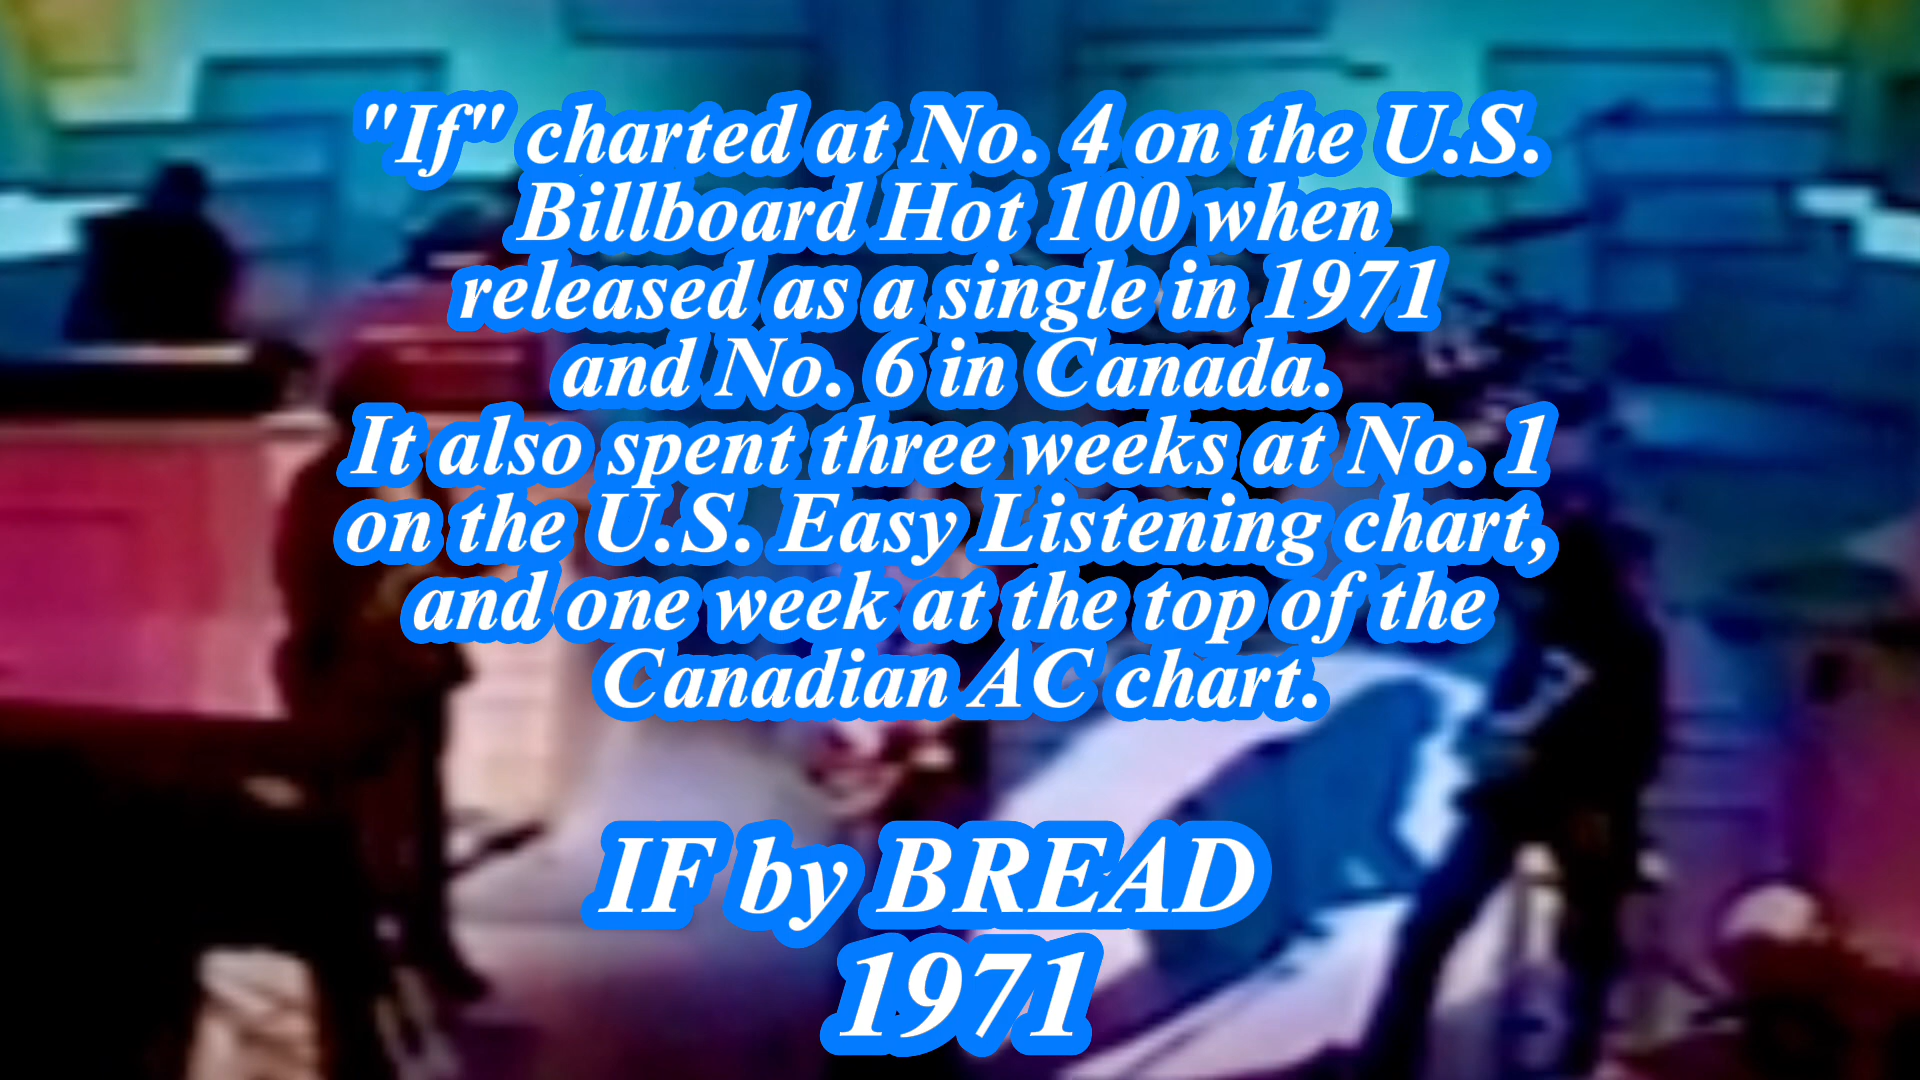 "If" charted at No. 4 on the U.S.
Billboard Hot 100 when
released as a single in 1971
and No. 6 in Canada.
It also spent three weeks at No. 1
on the U.S. Easy Listening chart,
and one week at the top of the
Canadian AC chart.
IF by BREAD
1971